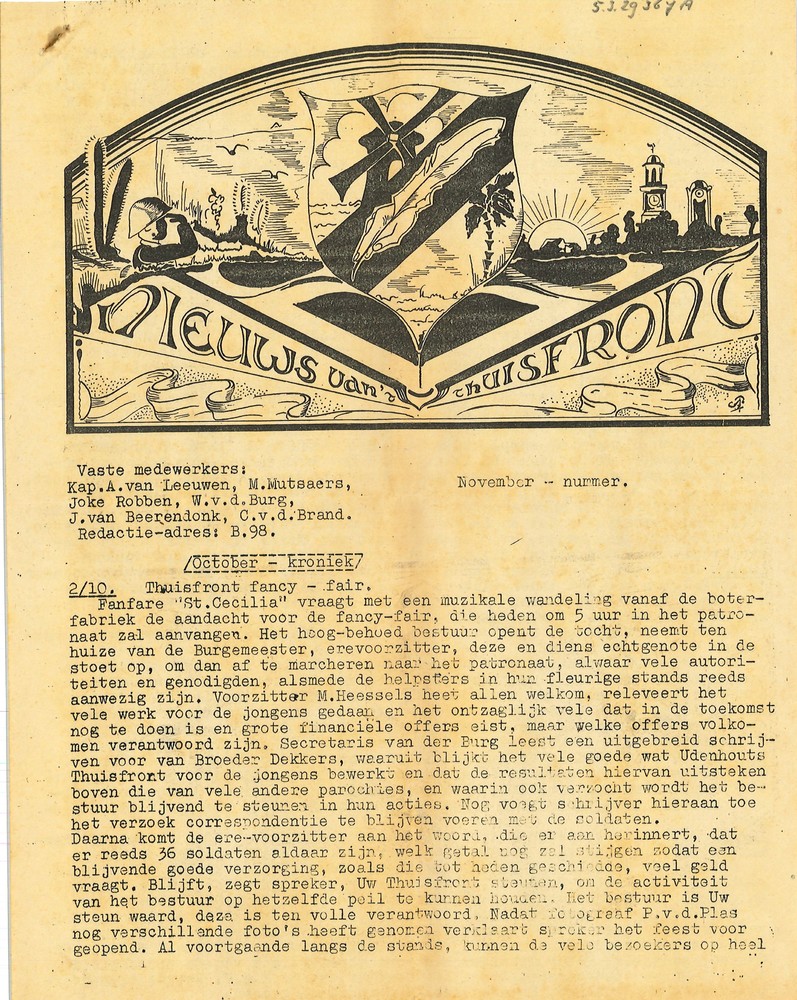 5.3.29367A
NIEUWS van't thuisFRONT
Vaste medewerkers:
Kap.A.van Leeuwen, M.Mutsaers,
November - nummer.
Joke Robben, W.v.d.Burg,
J.van Beerendonk, C.v.d.Brand.
Redactie-adres: B.98.
/October - kroniek/
2/10. Thuisfront fancy - fair.
Fanfare "St.Cecilia" vraagt met een muzikale wandeling vanaf de boter-
fabriek de aandacht voor de fancy-fair, die heden om 5 uur in het patro-
naat zal aanvangen. Het hoog-behoed bestuur opent de tocht, neemt ten
huize van de Burgemeester, erevoorzitter, deze en diens echtgenote in de
stoet op, om dan af te marcheren naar het patronaat, alwaar vele autori-
teiten en genodigden, alsmede de helpsters in hun fleurige stands reeds
aanwezig zijn. Voorzitter M.Heessels heet allen welkom, releveert het
vele werk voor de jongens gedaan en het ontzaglijk vele dat in de toekomst
nog te doen is en grote financiële offers eist, maar welke offers volko-
men verantwoord zijn. Secretaris van der Burg leest een uitgebreid schrij-
ven voor van Broeder Dekkers, waaruit blijkt het vele goede wat Udenhouts
Thuisfront voor de jongens bewerkt en dat de resultaten hiervan uitsteken
boven die van vele andere parochies, en waarin ook verzocht wordt het be-
stuur blijvend te steunen in hun acties. Nog voegt schrijver hieraan toe
het verzoek correspondentie te blijven voeren met de soldaten.
Daarna komt de ere-voorzitter aan het woord, die er aan herinnert, dat
er reeds 36 soldaten aldaar zijn, welk getal nog zal stijgen zodat een
blijvende goede verzorging, zoals die tot heden geschiedde, veel geld
vraagt. Blijft, zegt spreker, Uw Thuisfront steunen, om de activiteit
van het bestuur op hetzelfde peil te kunnen houden. Het bestuur is Uw
steun waard, deze is ten volle verantwoord. Nadat fotograaf P.v.d.Plas
nog verschillende foto's heeft genomen verklaart spreker het feest voor
geopend. Al voortgaande langs de stands, kunnen de vele bezoekers op heel